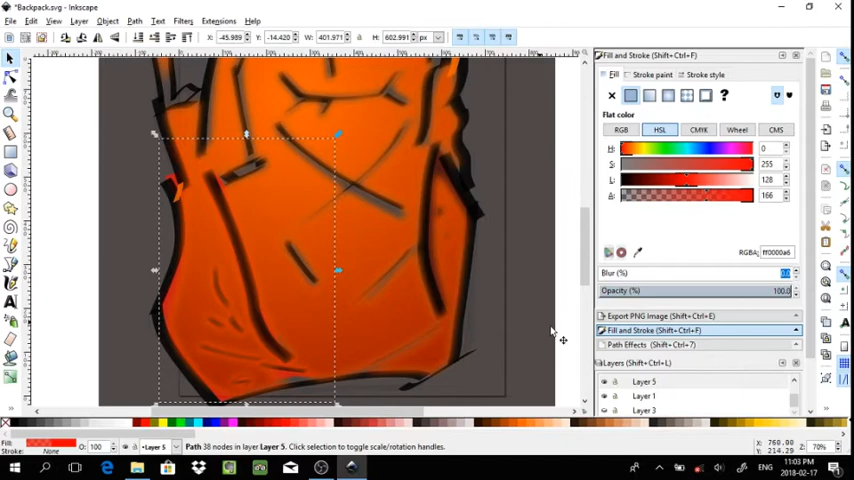 *Backpack.svg - Inkscape
File Edit View Layer Object Path Text Filters Extensions Help
X: -45.989 Y: -14.420 W: 401.971 H: 602.991 px
Fill and Stroke (Shift+Ctrl+F)
Fill Stroke paint Stroke style
?
Flat color
RGB HSL CMYK Wheel CMS
H: 0
S: 255
L: 128
A: 166
RGBA: ff0000a6
Blur (%) 0.0
Opacity (%) 100.0
Export PNG Image (Shift+Ctrl+E)
Fill and Stroke (Shift+Ctrl+F)
Path Effects (Shift+Ctrl+7)
Layers (Shift+Ctrl+L)
Layer 5
Layer 1
Layer 3
Fill:
Stroke: None
O: 100
•Layer 5
Path 38 nodes in layer Layer 5. Click selection to toggle scale/rotation handles.
X: 760.00
Y: 214.29
Z: 70%
ENG
11:03 PM
2018-02-17